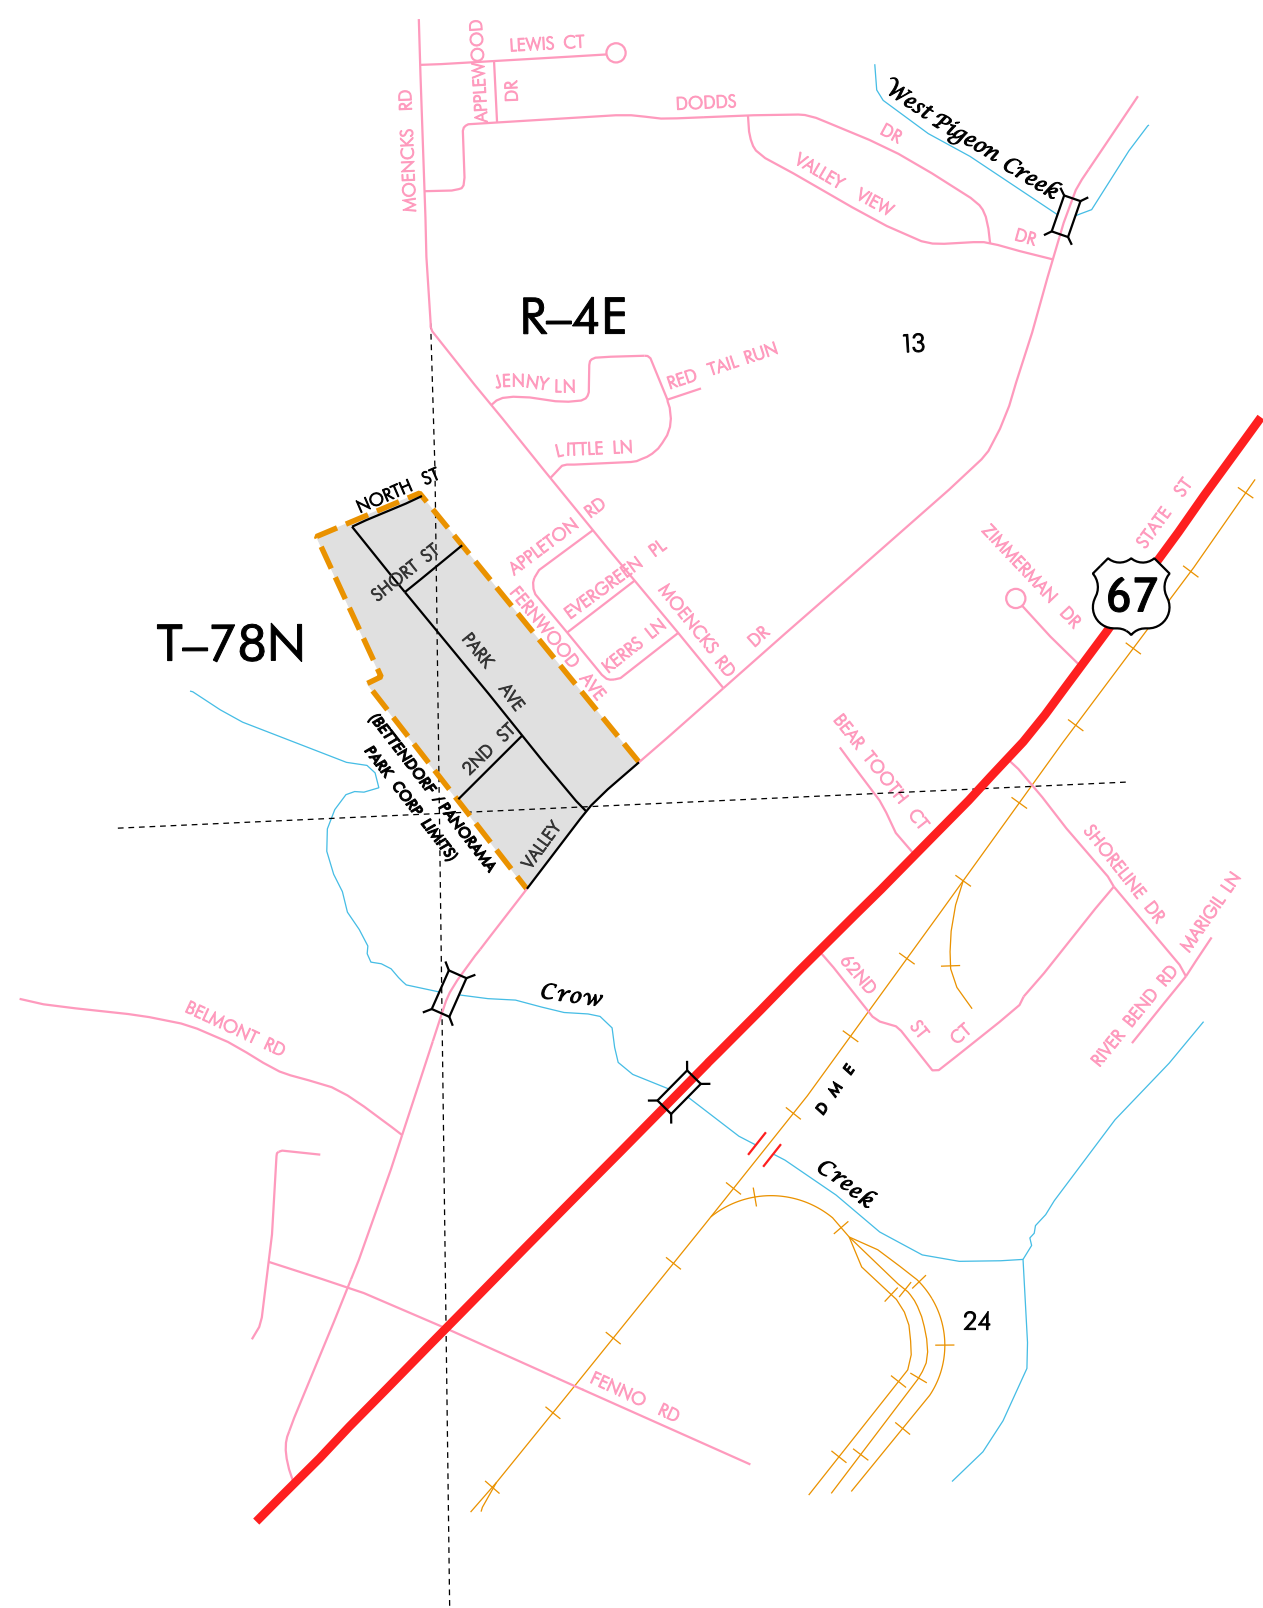 APPLEWOOD
DR
LEWIS CT
MOENCKS RD
DODDS
DR
West Pigeon Creek
VALLEY VIEW
DR
R–4E
13
JENNY LN
RED TAIL RUN
LITTLE LN
NORTH ST
STATE ST
APPLETON RD
ZIMMERMAN DR
SHORT ST
EVERGREEN PL
67
FERNWOOD AVE
MOENCKS RD
DR
KERRS LN
T–78N
PARK AVE
2ND ST
(BETTENDORF / PANORAMA
PARK CORP. LIMITS)
BEAR TOOTH CT
VALLEY
SHORELINE DR
MARIGIL LN
62ND
ST CT
RIVER BEND RD
Crow
BELMONT RD
DME
Creek
24
FENNO RD